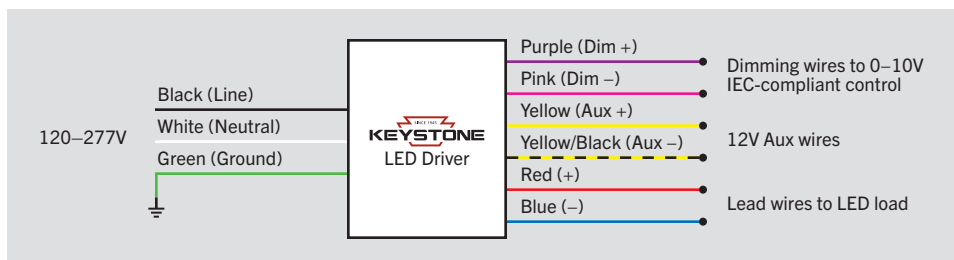 120–277V
Black (Line)
White (Neutral)
Green (Ground)
SINCE 1945
KEYSTONE
LED Driver
Purple (Dim +)
Pink (Dim –)
Yellow (Aux +)
Yellow/Black (Aux –)
Red (+)
Blue (–)
Dimming wires to 0–10V
IEC-compliant control
12V Aux wires
Lead wires to LED load